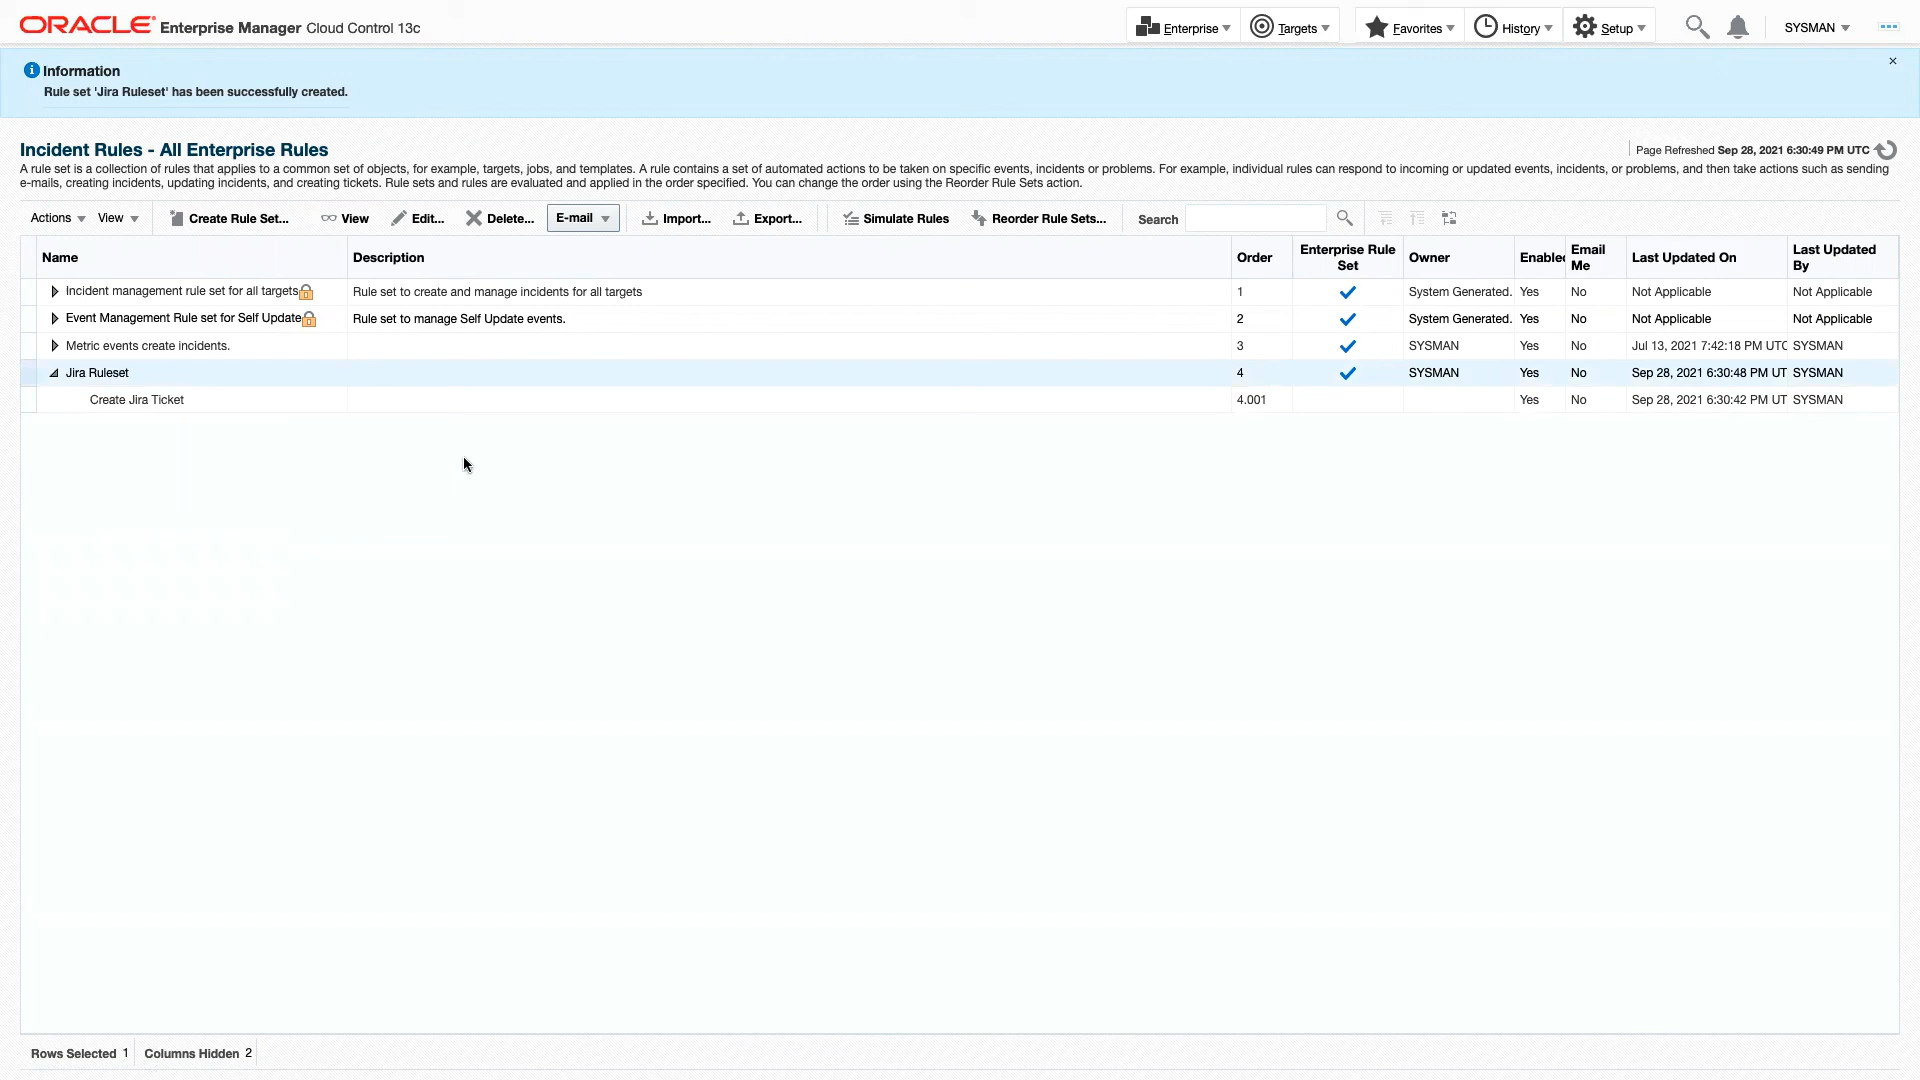 ORACLE Enterprise Manager Cloud Control 13c
Enterprise Targets Favorites History Setup SYSMAN
Information
Rule set 'Jira Ruleset' has been successfully created.
Incident Rules - All Enterprise Rules
Page Refreshed Sep 28, 2021 6:30:49 PM UTC
A rule set is a collection of rules that applies to a common set of objects, for example, targets, jobs, and templates. A rule contains a set of automated actions to be taken on specific events, incidents or problems. For example, individual rules can respond to incoming or updated events, incidents, or problems, and then take actions such as sending
e-mails, creating incidents, updating incidents, and creating tickets. Rule sets and rules are evaluated and applied in the order specified. You can change the order using the Reorder Rule Sets action.
Actions View Create Rule Set... View Edit... Delete... E-mail Import... Export... Simulate Rules Reorder Rule Sets... Search
Name Description Order Enterprise Rule Set Owner Enabled Email Me Last Updated On Last Updated By
Incident management rule set for all targets Rule set to create and manage incidents for all targets 1 System Generated. Yes No Not Applicable Not Applicable
Event Management Rule set for Self Update Rule set to manage Self Update events. 2 System Generated. Yes No Not Applicable Not Applicable
Metric events create incidents. 3 SYSMAN Yes No Jul 13, 2021 7:42:18 PM UTC SYSMAN
Jira Ruleset 4 SYSMAN Yes No Sep 28, 2021 6:30:48 PM UT SYSMAN
Create Jira Ticket 4.001 Yes No Sep 28, 2021 6:30:42 PM UT SYSMAN
Rows Selected 1 Columns Hidden 2